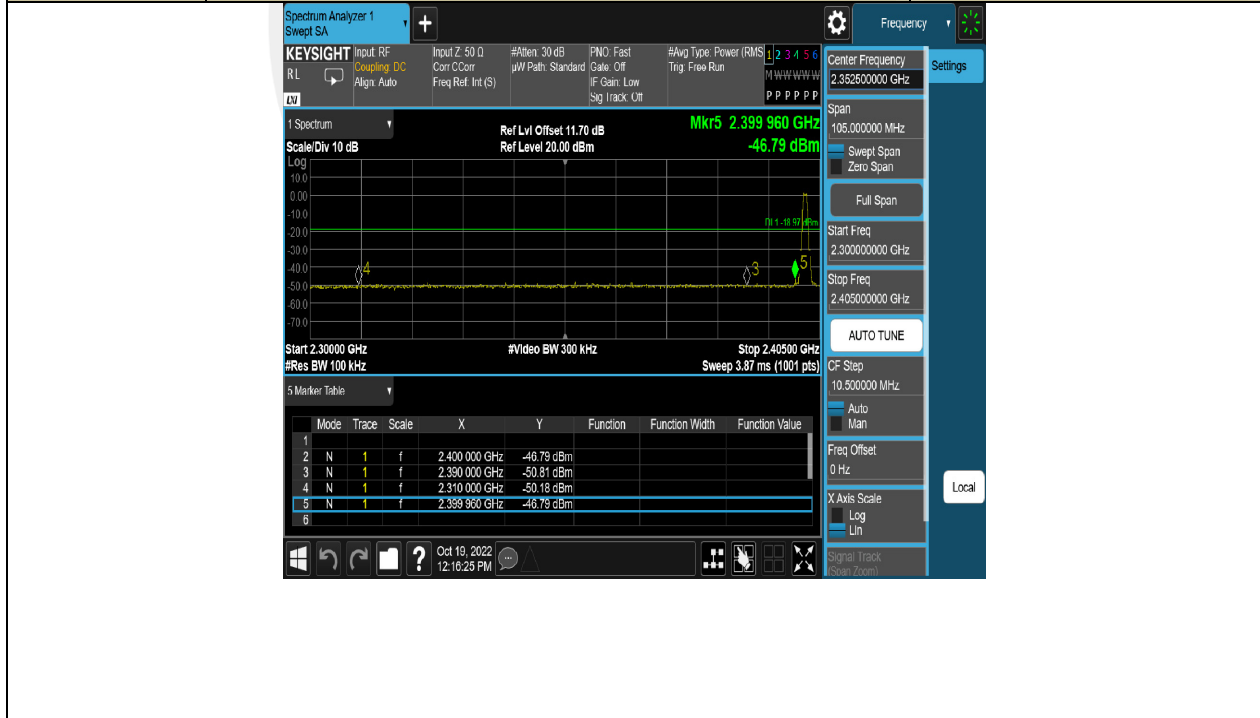 Spectrum Analyzer 1
Swept SA
+
Frequency
KEYSIGHT
RL
LXI
Input: RF
Coupling: DC
Align: Auto
Input Z: 50 Ω
Corr CCorr
Freq Ref: Int (S)
#Atten: 30 dB
µW Path: Standard
PNO: Fast
Gate: Off
IF Gain: Low
Sig Track: Off
#Avg Type: Power (RMS
Trig: Free Run
1 2 3 4 5 6
M W W W W W
P P P P P P
Center Frequency
2.352500000 GHz
Settings
Span
105.000000 MHz
Swept Span
Zero Span
Full Span
Start Freq
2.300000000 GHz
Stop Freq
2.405000000 GHz
AUTO TUNE
CF Step
10.500000 MHz
Auto
Man
Freq Offset
0 Hz
X Axis Scale
Log
Lin
Signal Track
(Span Zoom)
Local
1 Spectrum
Scale/Div 10 dB
Ref Lvl Offset 11.70 dB
Ref Level 20.00 dBm
Mkr5 2.399 960 GHz
-46.79 dBm
Log
10.0
0.00
-10.0
-20.0
-30.0
-40.0
-50.0
-60.0
-70.0
DL1 -18.97 dBm
4
3
5
Start 2.30000 GHz
#Res BW 100 kHz
#Video BW 300 kHz
Stop 2.40500 GHz
Sweep 3.87 ms (1001 pts)
5 Marker Table
Mode Trace Scale X Y Function Function Width Function Value
1
2 N 1 f 2.400 000 GHz -46.79 dBm
3 N 1 f 2.390 000 GHz -50.81 dBm
4 N 1 f 2.310 000 GHz -50.18 dBm
5 N 1 f 2.399 960 GHz -46.79 dBm
6
?
Oct 19, 2022
12:16:25 PM